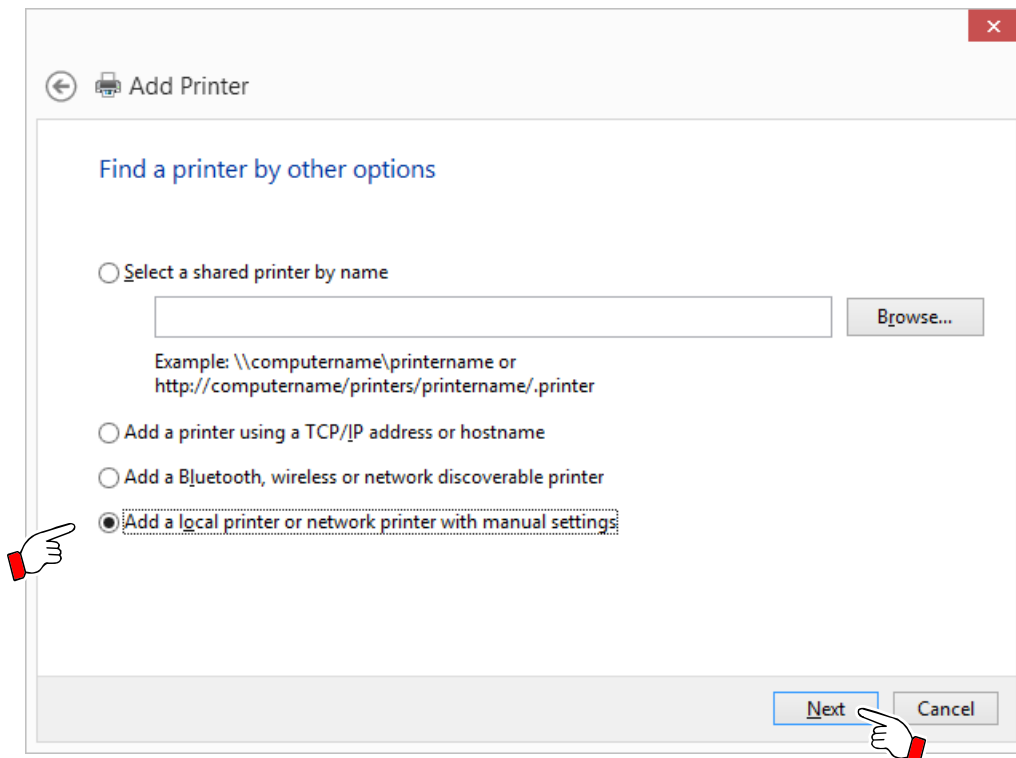 Add Printer
Find a printer by other options
Select a shared printer by name
Browse...
Example: \\computername\printername or
http://computername/printers/printername/.printer
Add a printer using a TCP/IP address or hostname
Add a Bluetooth, wireless or network discoverable printer
Add a local printer or network printer with manual settings
Next
Cancel